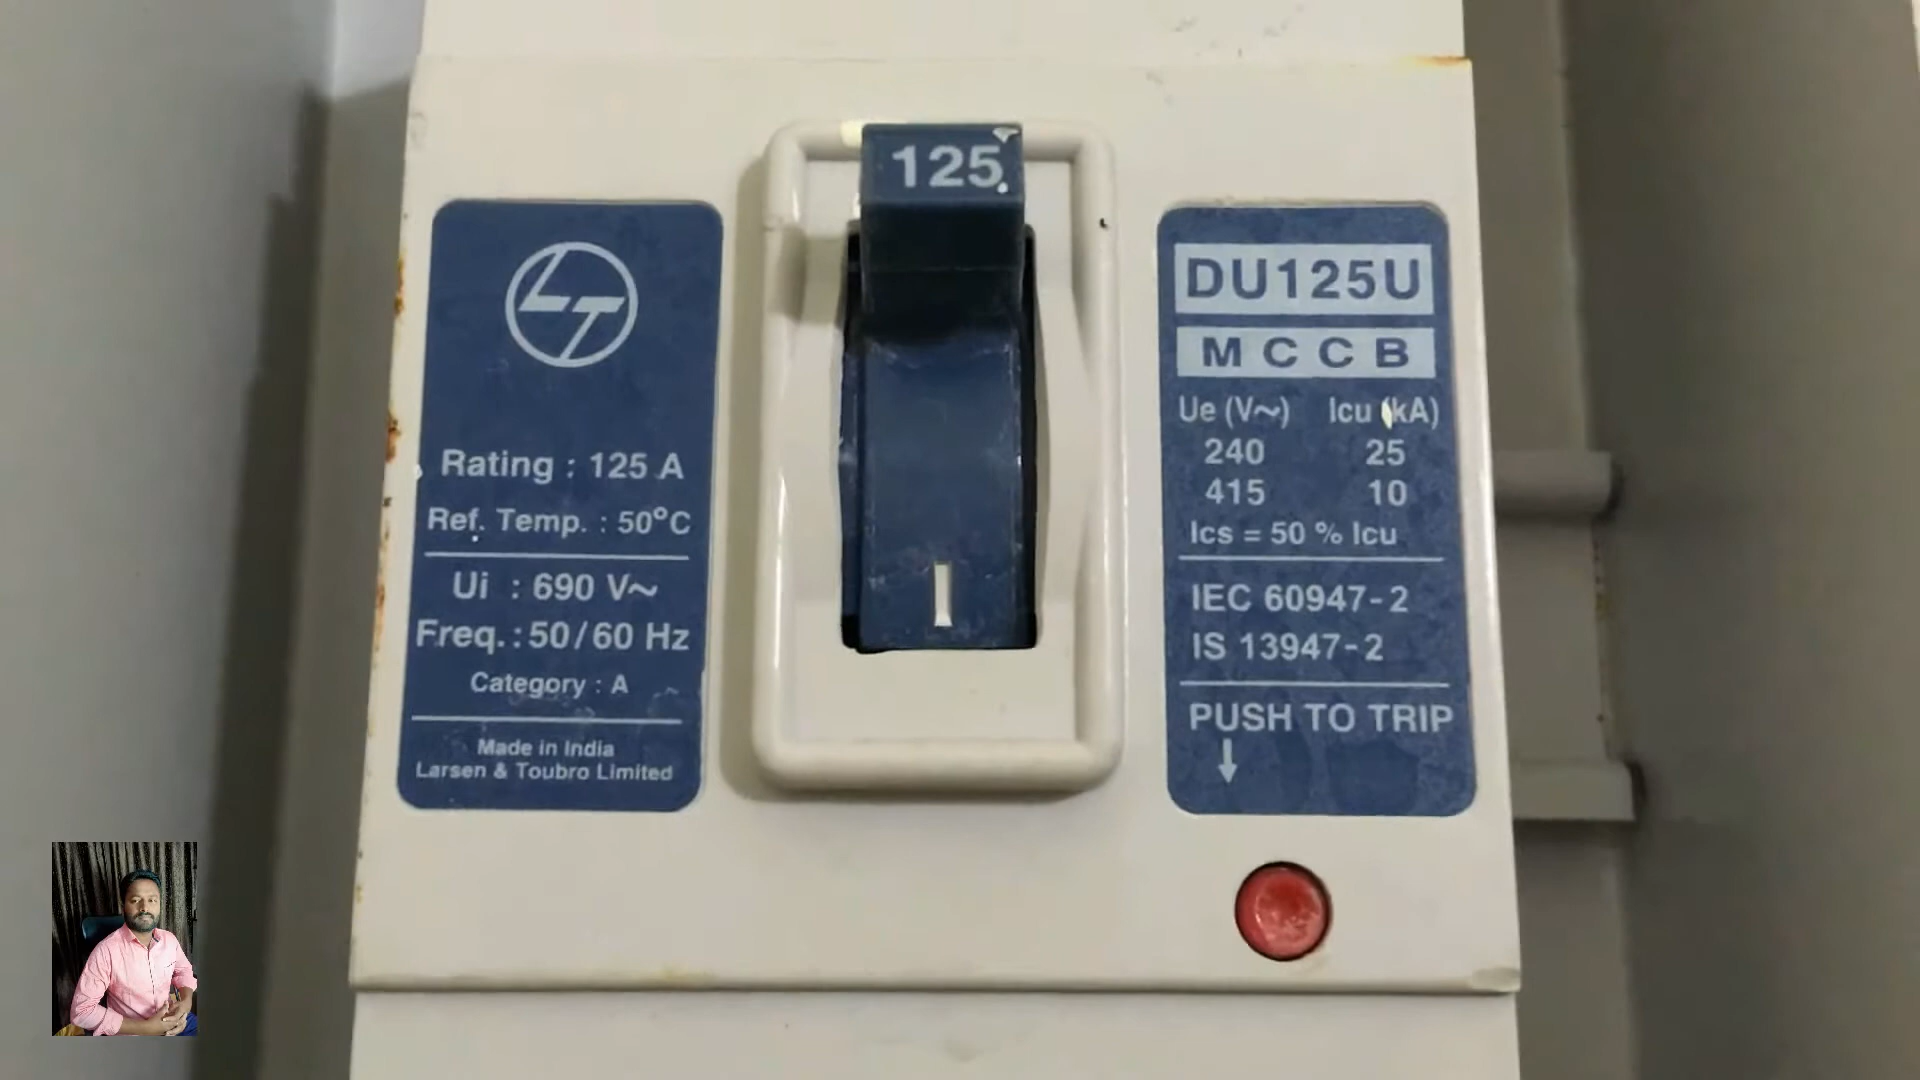 125
LT
Rating : 125 A
Ref. Temp. : 50°C
Ui : 690 V~
Freq. : 50/60 Hz
Category : A
Made in India
Larsen & Toubro Limited
I
DU125U
MCCB
Ue (V~) Icu (kA)
240 25
415 10
Ics = 50 % Icu
IEC 60947-2
IS 13947-2
PUSH TO TRIP
↓